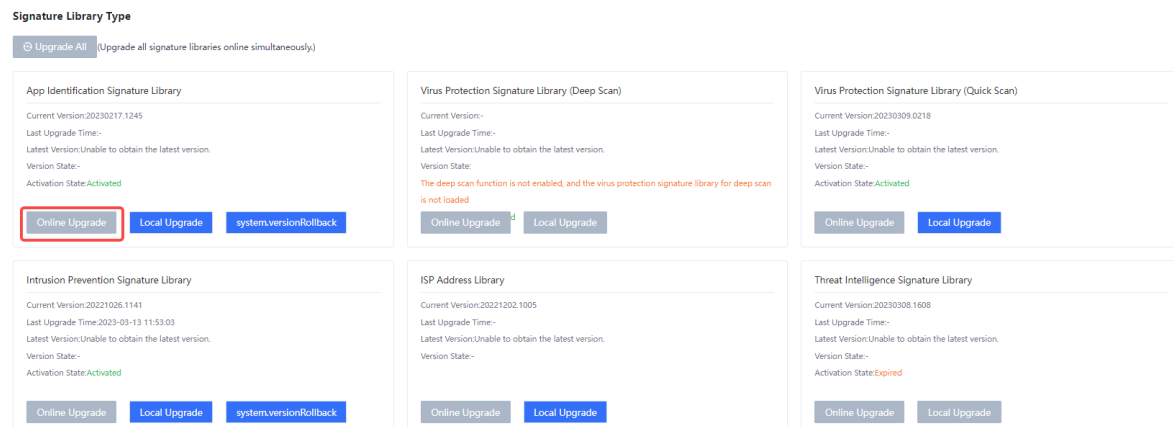 Signature Library Type
Upgrade All (Upgrade all signature libraries online simultaneously.)
App Identification Signature Library
Current Version:20230217.1245
Last Upgrade Time:-
Latest Version:Unable to obtain the latest version.
Version State:-
Activation State:Activated
Online Upgrade Local Upgrade system.versionRollback
Virus Protection Signature Library (Deep Scan)
Current Version:-
Last Upgrade Time:-
Latest Version:Unable to obtain the latest version.
Version State:
The deep scan function is not enabled, and the virus protection signature library for deep scan
is not loaded
d
Online Upgrade Local Upgrade
Virus Protection Signature Library (Quick Scan)
Current Version:20230309.0218
Last Upgrade Time:-
Latest Version:Unable to obtain the latest version.
Version State:-
Activation State:Activated
Online Upgrade Local Upgrade
Intrusion Prevention Signature Library
Current Version:20221026.1141
Last Upgrade Time:2023-03-13 11:53:03
Latest Version:Unable to obtain the latest version.
Version State:-
Activation State:Activated
Online Upgrade Local Upgrade system.versionRollback
ISP Address Library
Current Version:20221202.1005
Last Upgrade Time:-
Latest Version:Unable to obtain the latest version.
Version State:-
Online Upgrade Local Upgrade
Threat Intelligence Signature Library
Current Version:20230308.1608
Last Upgrade Time:-
Latest Version:Unable to obtain the latest version.
Version State:-
Activation State:Expired
Online Upgrade Local Upgrade